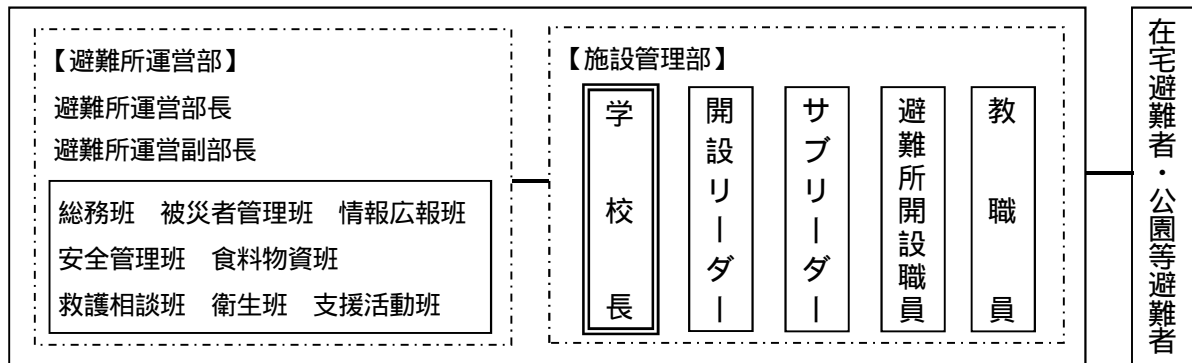 【避難所運営部】
避難所運営部長
避難所運営副部長
総務班 被災者管理班 情報広報班
安全管理班 食料物資班
救護相談班 衛生班 支援活動班
【施設管理部】
学校長
開設リーダー
サブリーダー
避難所開設職員
教職員
在宅避難者・公園等避難者